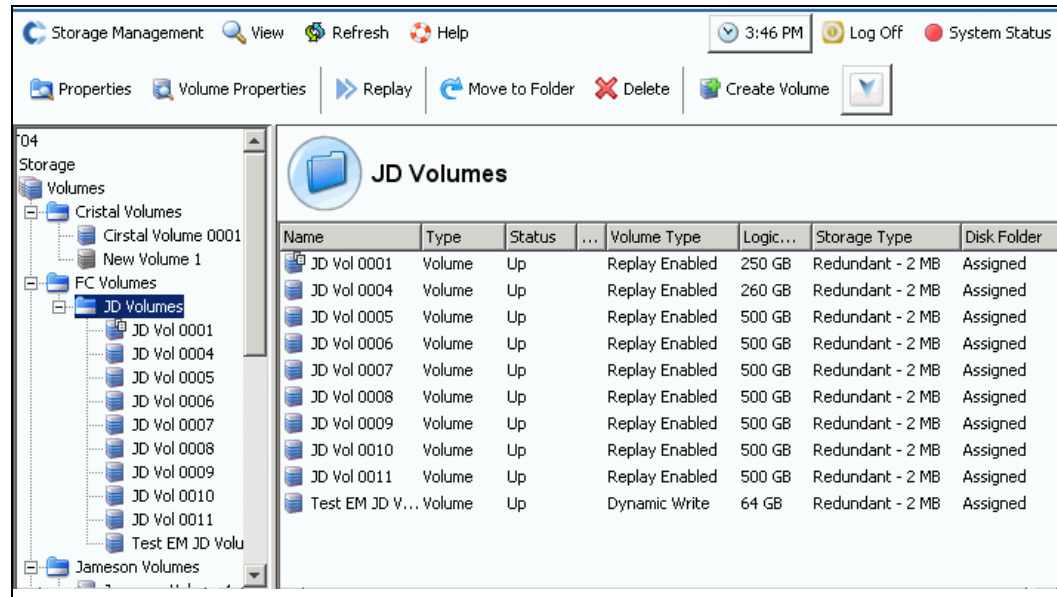 Storage Management View Refresh Help 3:46 PM Log Off System Status
Properties Volume Properties Replay Move to Folder Delete Create Volume
04
Storage
Volumes
Cristal Volumes
Cirstal Volume 0001
New Volume 1
FC Volumes
JD Volumes
JD Vol 0001
JD Vol 0004
JD Vol 0005
JD Vol 0006
JD Vol 0007
JD Vol 0008
JD Vol 0009
JD Vol 0010
JD Vol 0011
Test EM JD Volu
Jameson Volumes
JD Volumes
Name Type Status ... Volume Type Logic... Storage Type Disk Folder
JD Vol 0001 Volume Up Replay Enabled 250 GB Redundant - 2 MB Assigned
JD Vol 0004 Volume Up Replay Enabled 260 GB Redundant - 2 MB Assigned
JD Vol 0005 Volume Up Replay Enabled 500 GB Redundant - 2 MB Assigned
JD Vol 0006 Volume Up Replay Enabled 500 GB Redundant - 2 MB Assigned
JD Vol 0007 Volume Up Replay Enabled 500 GB Redundant - 2 MB Assigned
JD Vol 0008 Volume Up Replay Enabled 500 GB Redundant - 2 MB Assigned
JD Vol 0009 Volume Up Replay Enabled 500 GB Redundant - 2 MB Assigned
JD Vol 0010 Volume Up Replay Enabled 500 GB Redundant - 2 MB Assigned
JD Vol 0011 Volume Up Replay Enabled 500 GB Redundant - 2 MB Assigned
Test EM JD V... Volume Up Dynamic Write 64 GB Redundant - 2 MB Assigned